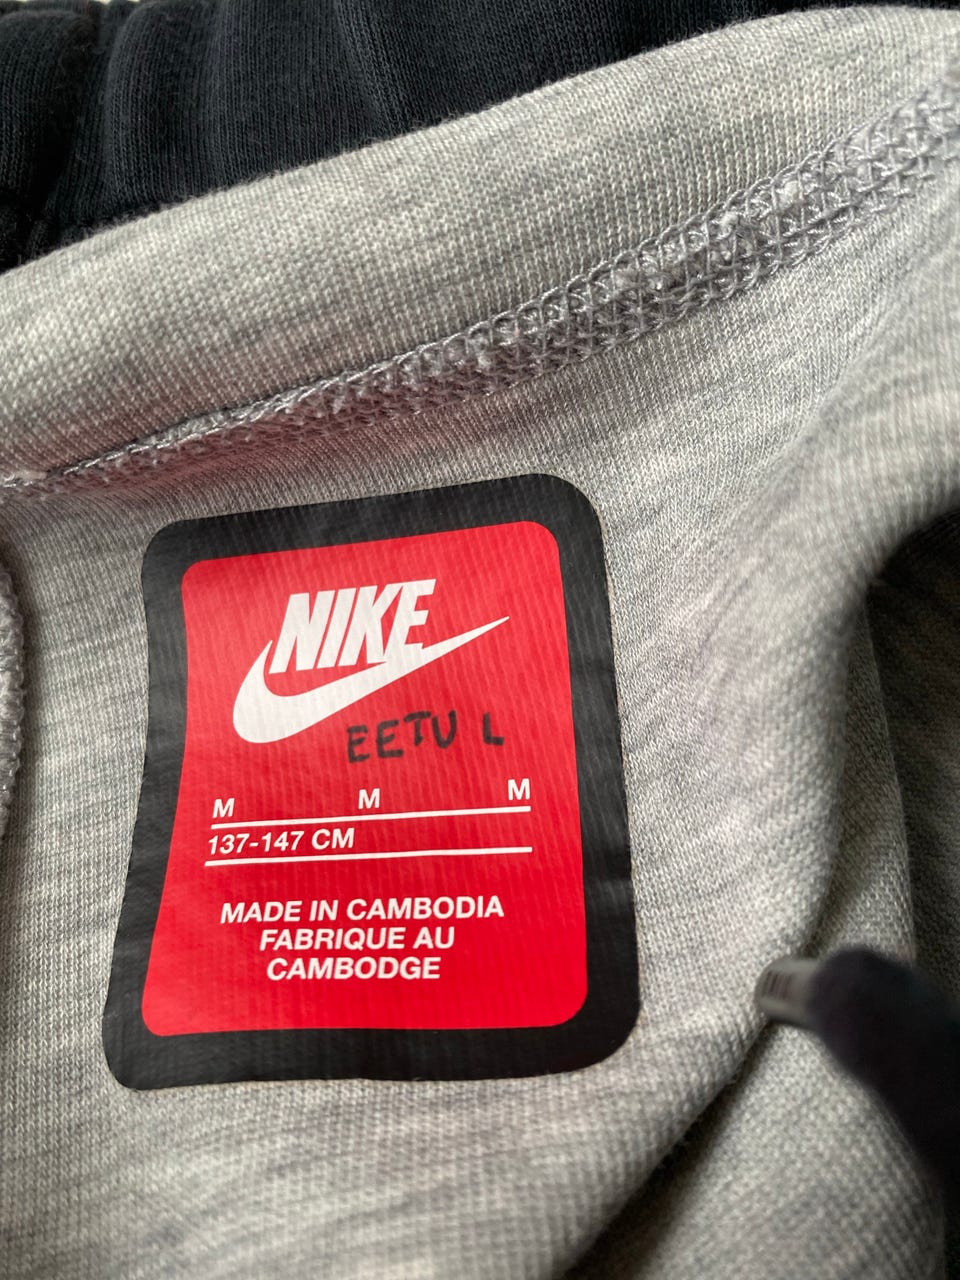 NIKE
EETU L
M M M
137-147 CM
MADE IN CAMBODIA
FABRIQUE AU
CAMBODGE